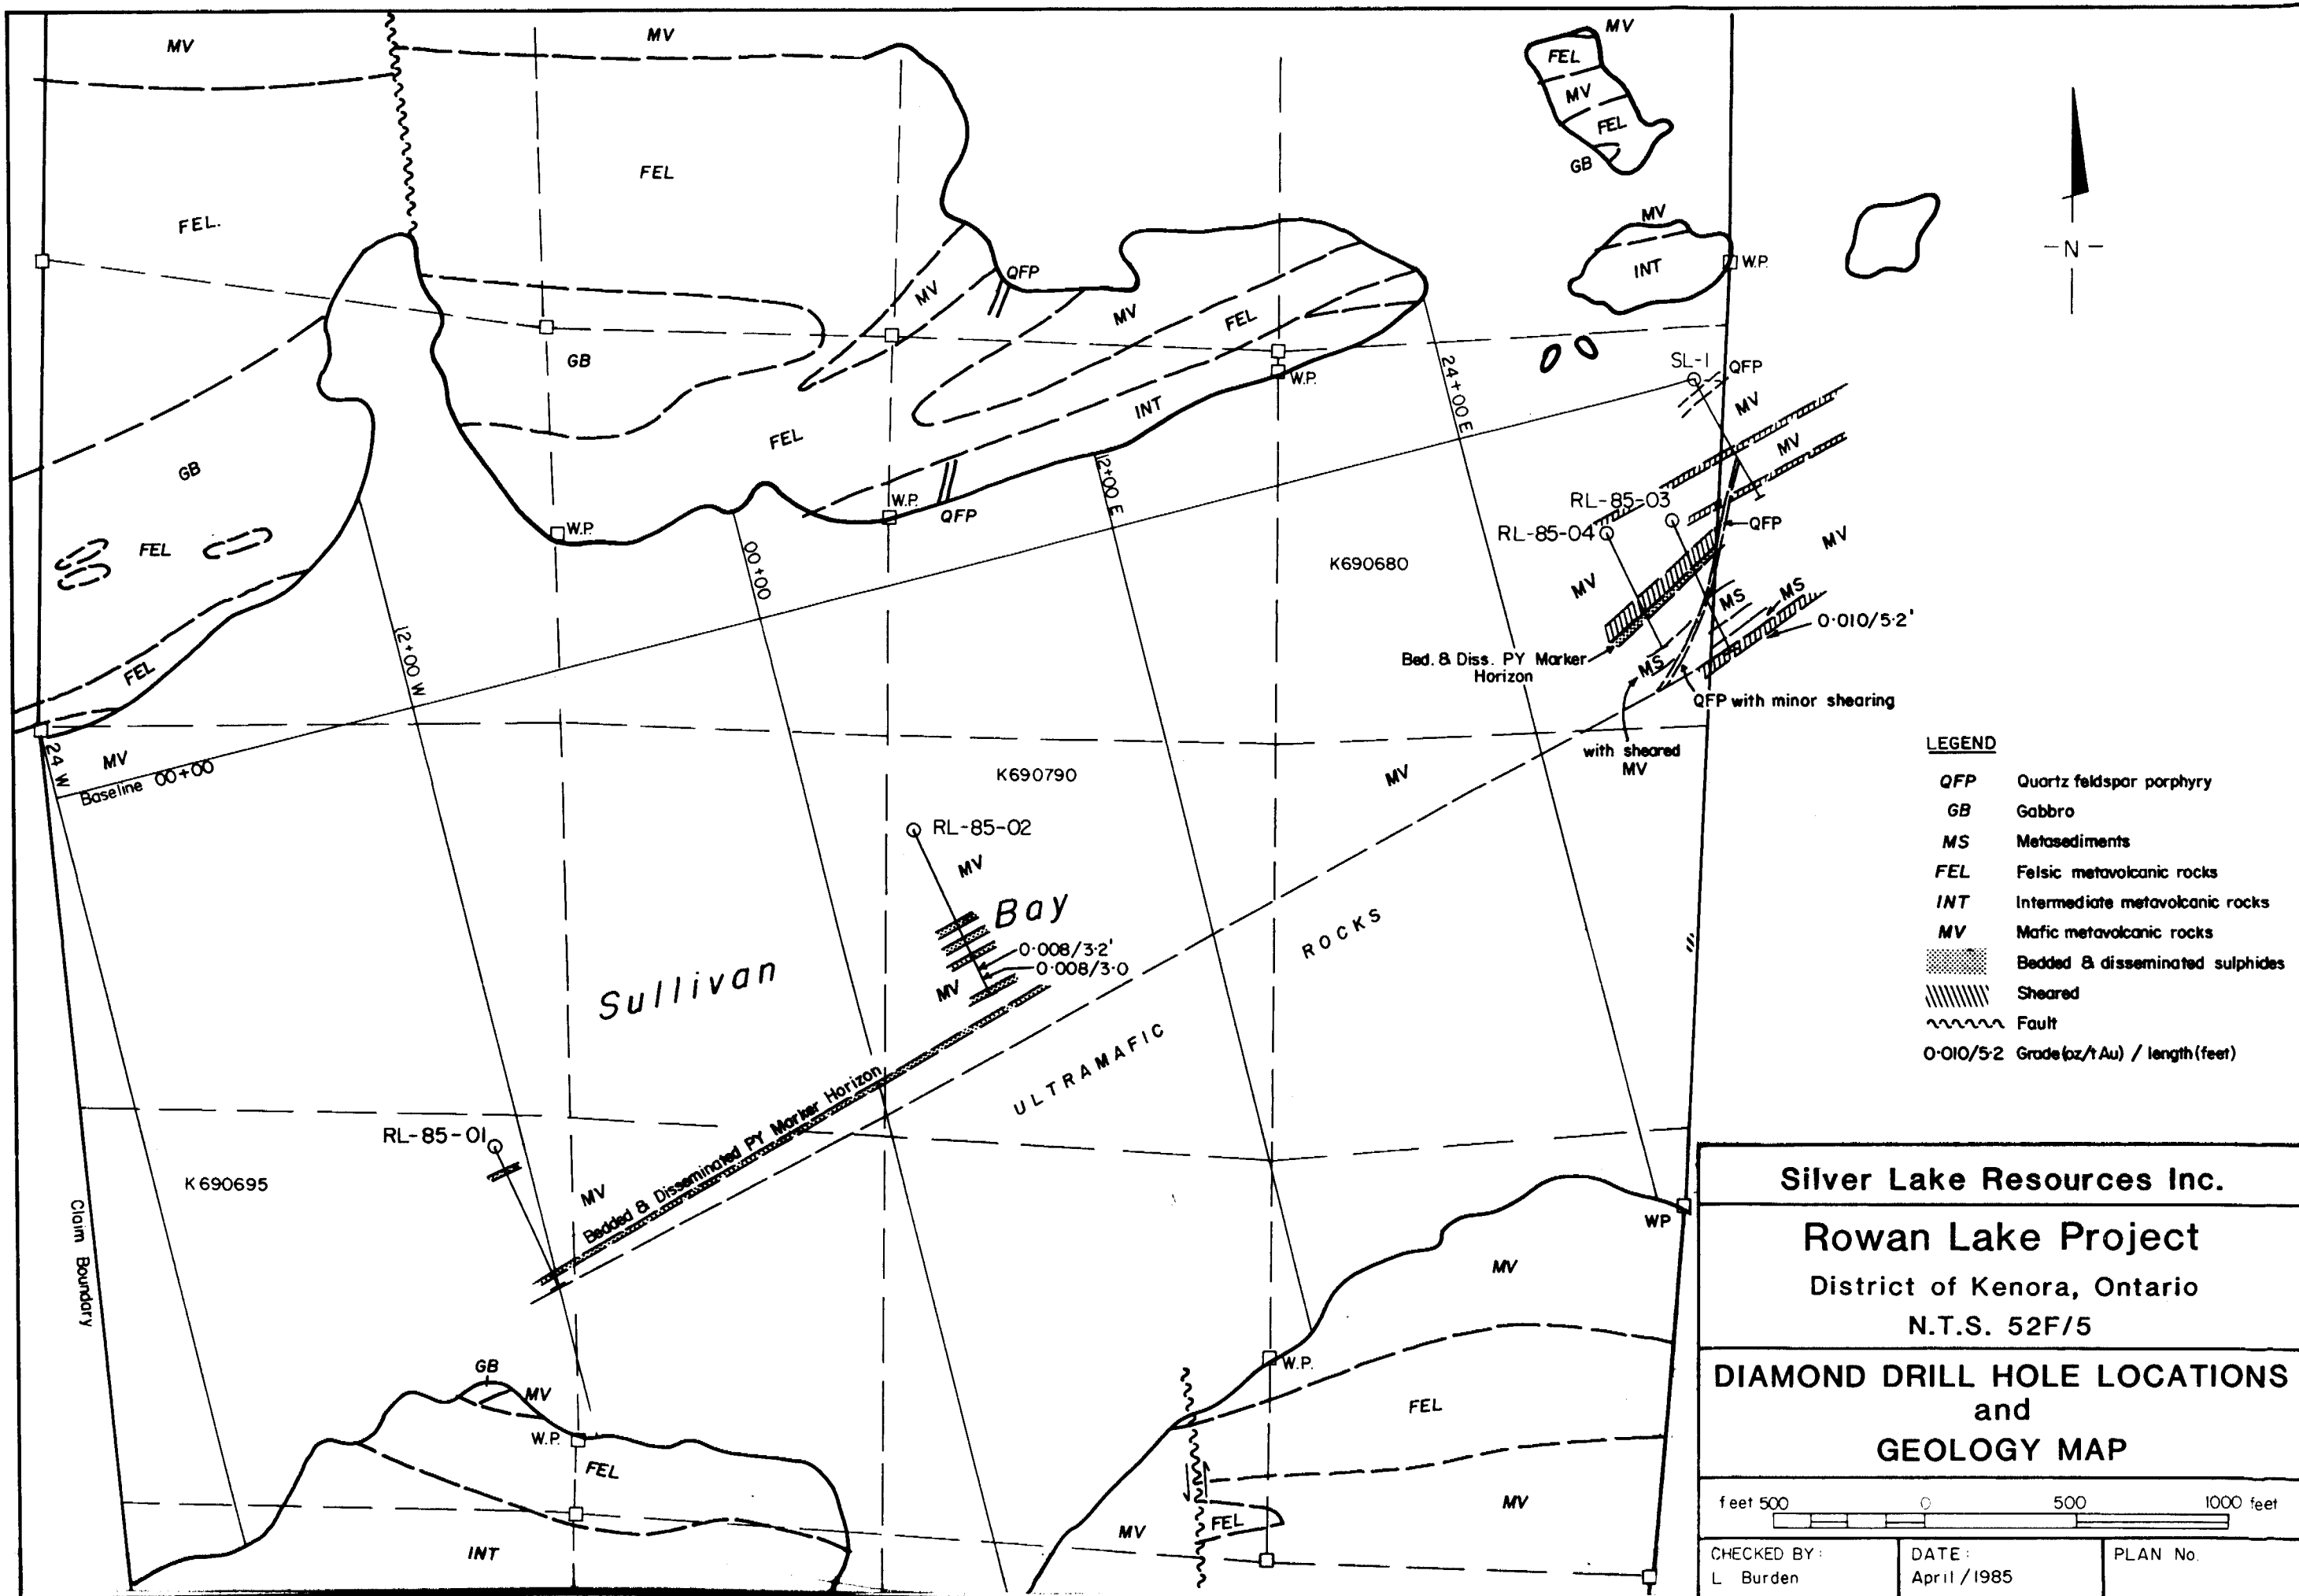 MV
MV
MV
FEL
MV
FEL
GB
FEL
FEL.
MV
INT
W.P.
N
QFP
MV
MV
FEL
GB
W.P.
INT
FEL
24+00 E
SL-1
QFP
MV
MV
GB
FEL
FEL
W.P.
W.P.
QFP
12+00 E
00+00
12+00 W
K690680
RL-85-03
RL-85-04
QFP
MV
MV
MS
MS
0·010/5·2'
Bed. & Diss. PY Marker
Horizon
MS
QFP with minor shearing
with sheared
MV
24 W
MV
Baseline 00+00
K690790
MV
RL-85-02
MV
Sullivan Bay
0·008/3·2'
0·008/3·0
MV
ULTRAMAFIC ROCKS
Bedded & Disseminated PY Marker Horizon
RL-85-01
MV
K690695
Claim Boundary
WP
MV
W.P.
GB
MV
W.P.
FEL
INT
FEL
MV
FEL
MV
LEGEND
QFP Quartz feldspar porphyry
GB Gabbro
MS Metasediments
FEL Felsic metavolcanic rocks
INT Intermediate metavolcanic rocks
MV Mafic metavolcanic rocks
Bedded & disseminated sulphides
Sheared
Fault
0·010/5·2 Grade (oz/t Au) / length (feet)
Silver Lake Resources Inc.
Rowan Lake Project
District of Kenora, Ontario
N.T.S. 52F/5
DIAMOND DRILL HOLE LOCATIONS
and
GEOLOGY MAP
feet 500 0 500 1000 feet
CHECKED BY:
L Burden
DATE:
April / 1985
PLAN No.